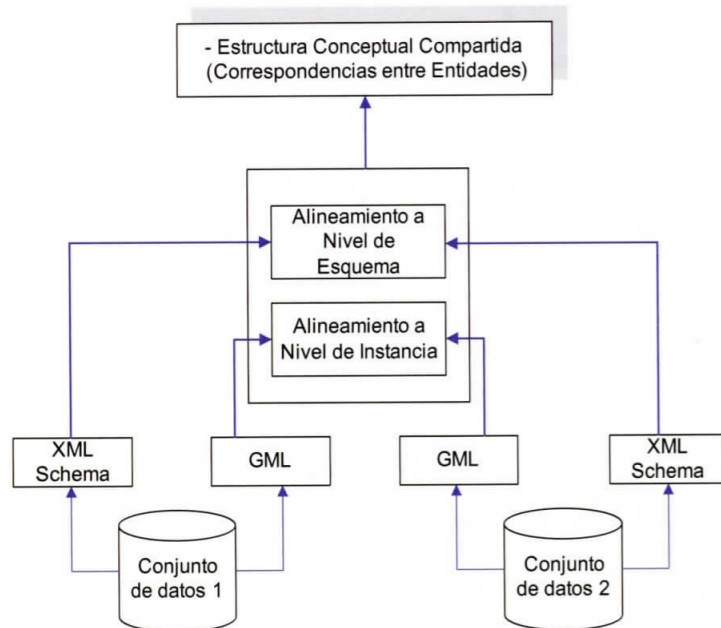 - Estructura Conceptual Compartida
(Correspondencias entre Entidades)
Alineamiento a
Nivel de
Esquema
Alineamiento a
Nivel de Instancia
XML
Schema
GML
GML
XML
Schema
Conjunto
de datos 1
Conjunto
de datos 2